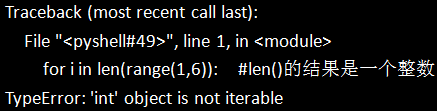 Traceback (most recent call last):
File "<pyshell#49>", line 1, in <module>
for i in len(range(1,6)): #len()的结果是一个整数
TypeError: 'int' object is not iterable